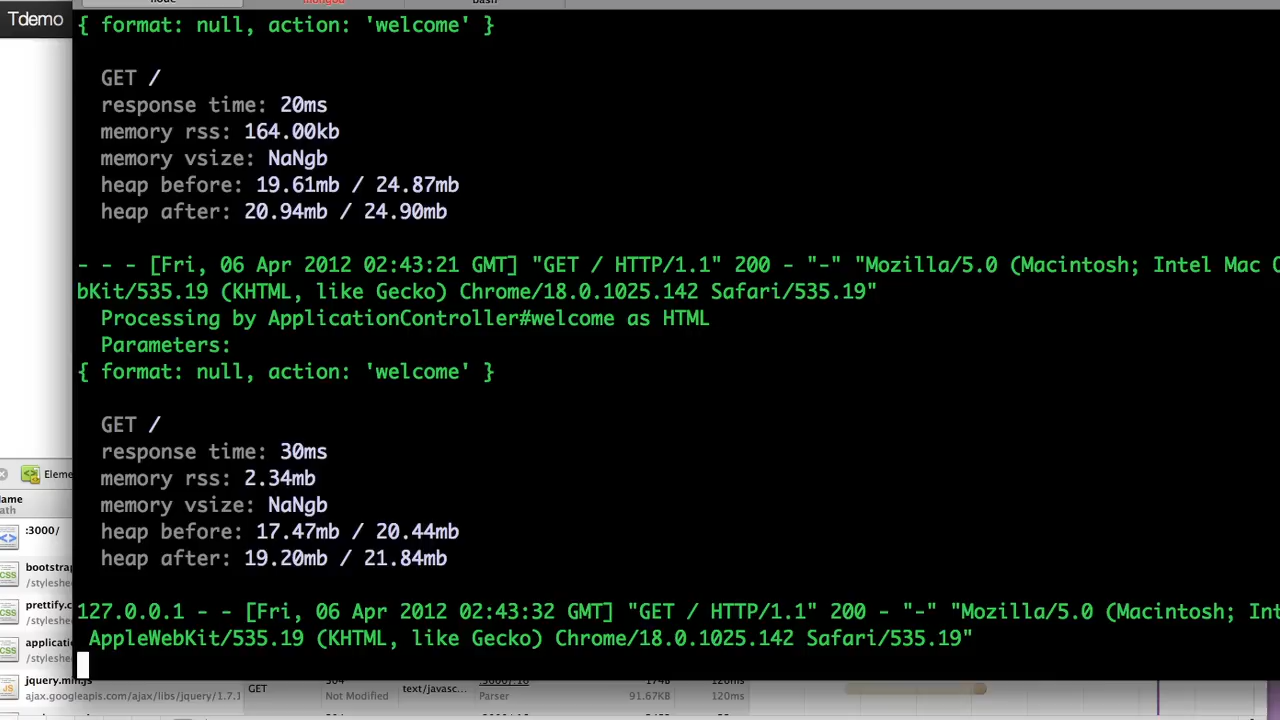 node mongod bash
Tdemo
{ format: null, action: 'welcome' }
GET /
response time: 20ms
memory rss: 164.00kb
memory vsize: NaNgb
heap before: 19.61mb / 24.87mb
heap after: 20.94mb / 24.90mb
- - - [Fri, 06 Apr 2012 02:43:21 GMT] "GET / HTTP/1.1" 200 - "-" "Mozilla/5.0 (Macintosh; Intel Mac O
bKit/535.19 (KHTML, like Gecko) Chrome/18.0.1025.142 Safari/535.19"
Processing by ApplicationController#welcome as HTML
Parameters:
{ format: null, action: 'welcome' }
GET /
response time: 30ms
memory rss: 2.34mb
memory vsize: NaNgb
heap before: 17.47mb / 20.44mb
heap after: 19.20mb / 21.84mb
127.0.0.1 - - [Fri, 06 Apr 2012 02:43:32 GMT] "GET / HTTP/1.1" 200 - "-" "Mozilla/5.0 (Macintosh; Int
AppleWebKit/535.19 (KHTML, like Gecko) Chrome/18.0.1025.142 Safari/535.19"
Eleme
ame
ath
:3000/
bootstrap
/styleshe
prettify.c
/styleshe
applicatio
/styleshe
jquery.min.js
ajax.googleapis.com/ajax/libs/jquery/1.7.1
GET
304
Not Modified
text/javasc...
:3000/:16
Parser
174B
91.67KB
120ms
120ms